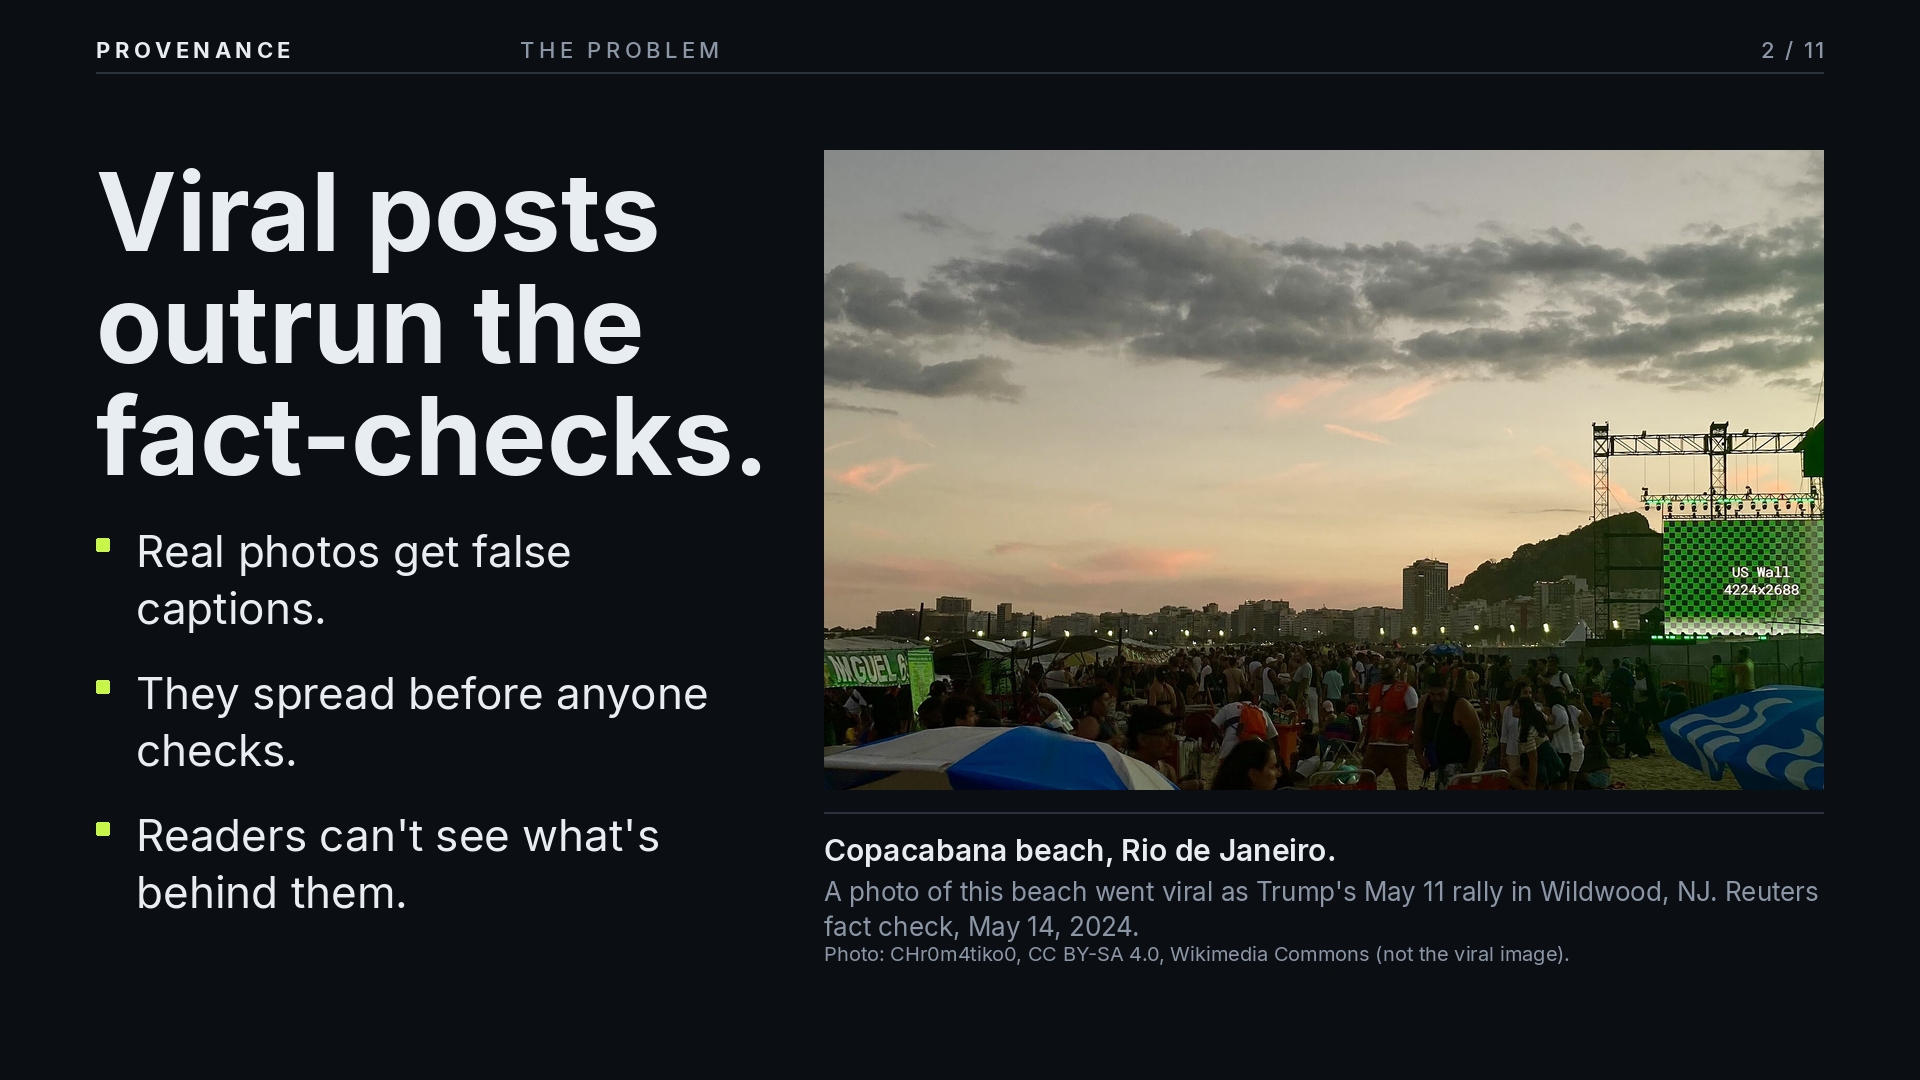 PROVENANCE
THE PROBLEM
2 / 11
Viral posts
outrun the
fact-checks.
Real photos get false
captions.
They spread before anyone
checks.
Readers can't see what's
behind them.
US Wall
4224x2688
MIGUEL
Copacabana beach, Rio de Janeiro.
A photo of this beach went viral as Trump's May 11 rally in Wildwood, NJ. Reuters
fact check, May 14, 2024.
Photo: CHr0m4tiko0, CC BY-SA 4.0, Wikimedia Commons (not the viral image).